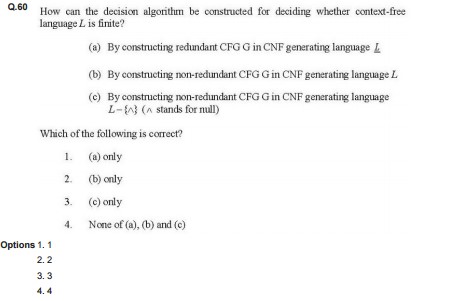 Q.60 How can the decision algorithm be constructed for deciding whether context-free
language L is finite?
(a) By constructing redundant CFG G in CNF generating language L
(b) By constructing non-redundant CFG G in CNF generating language L
(c) By constructing non-redundant CFG G in CNF generating language
L−{∧} (∧ stands for null)
Which of the following is correct?
1. (a) only
2. (b) only
3. (c) only
4. None of (a), (b) and (c)
Options 1. 1
2. 2
3. 3
4. 4